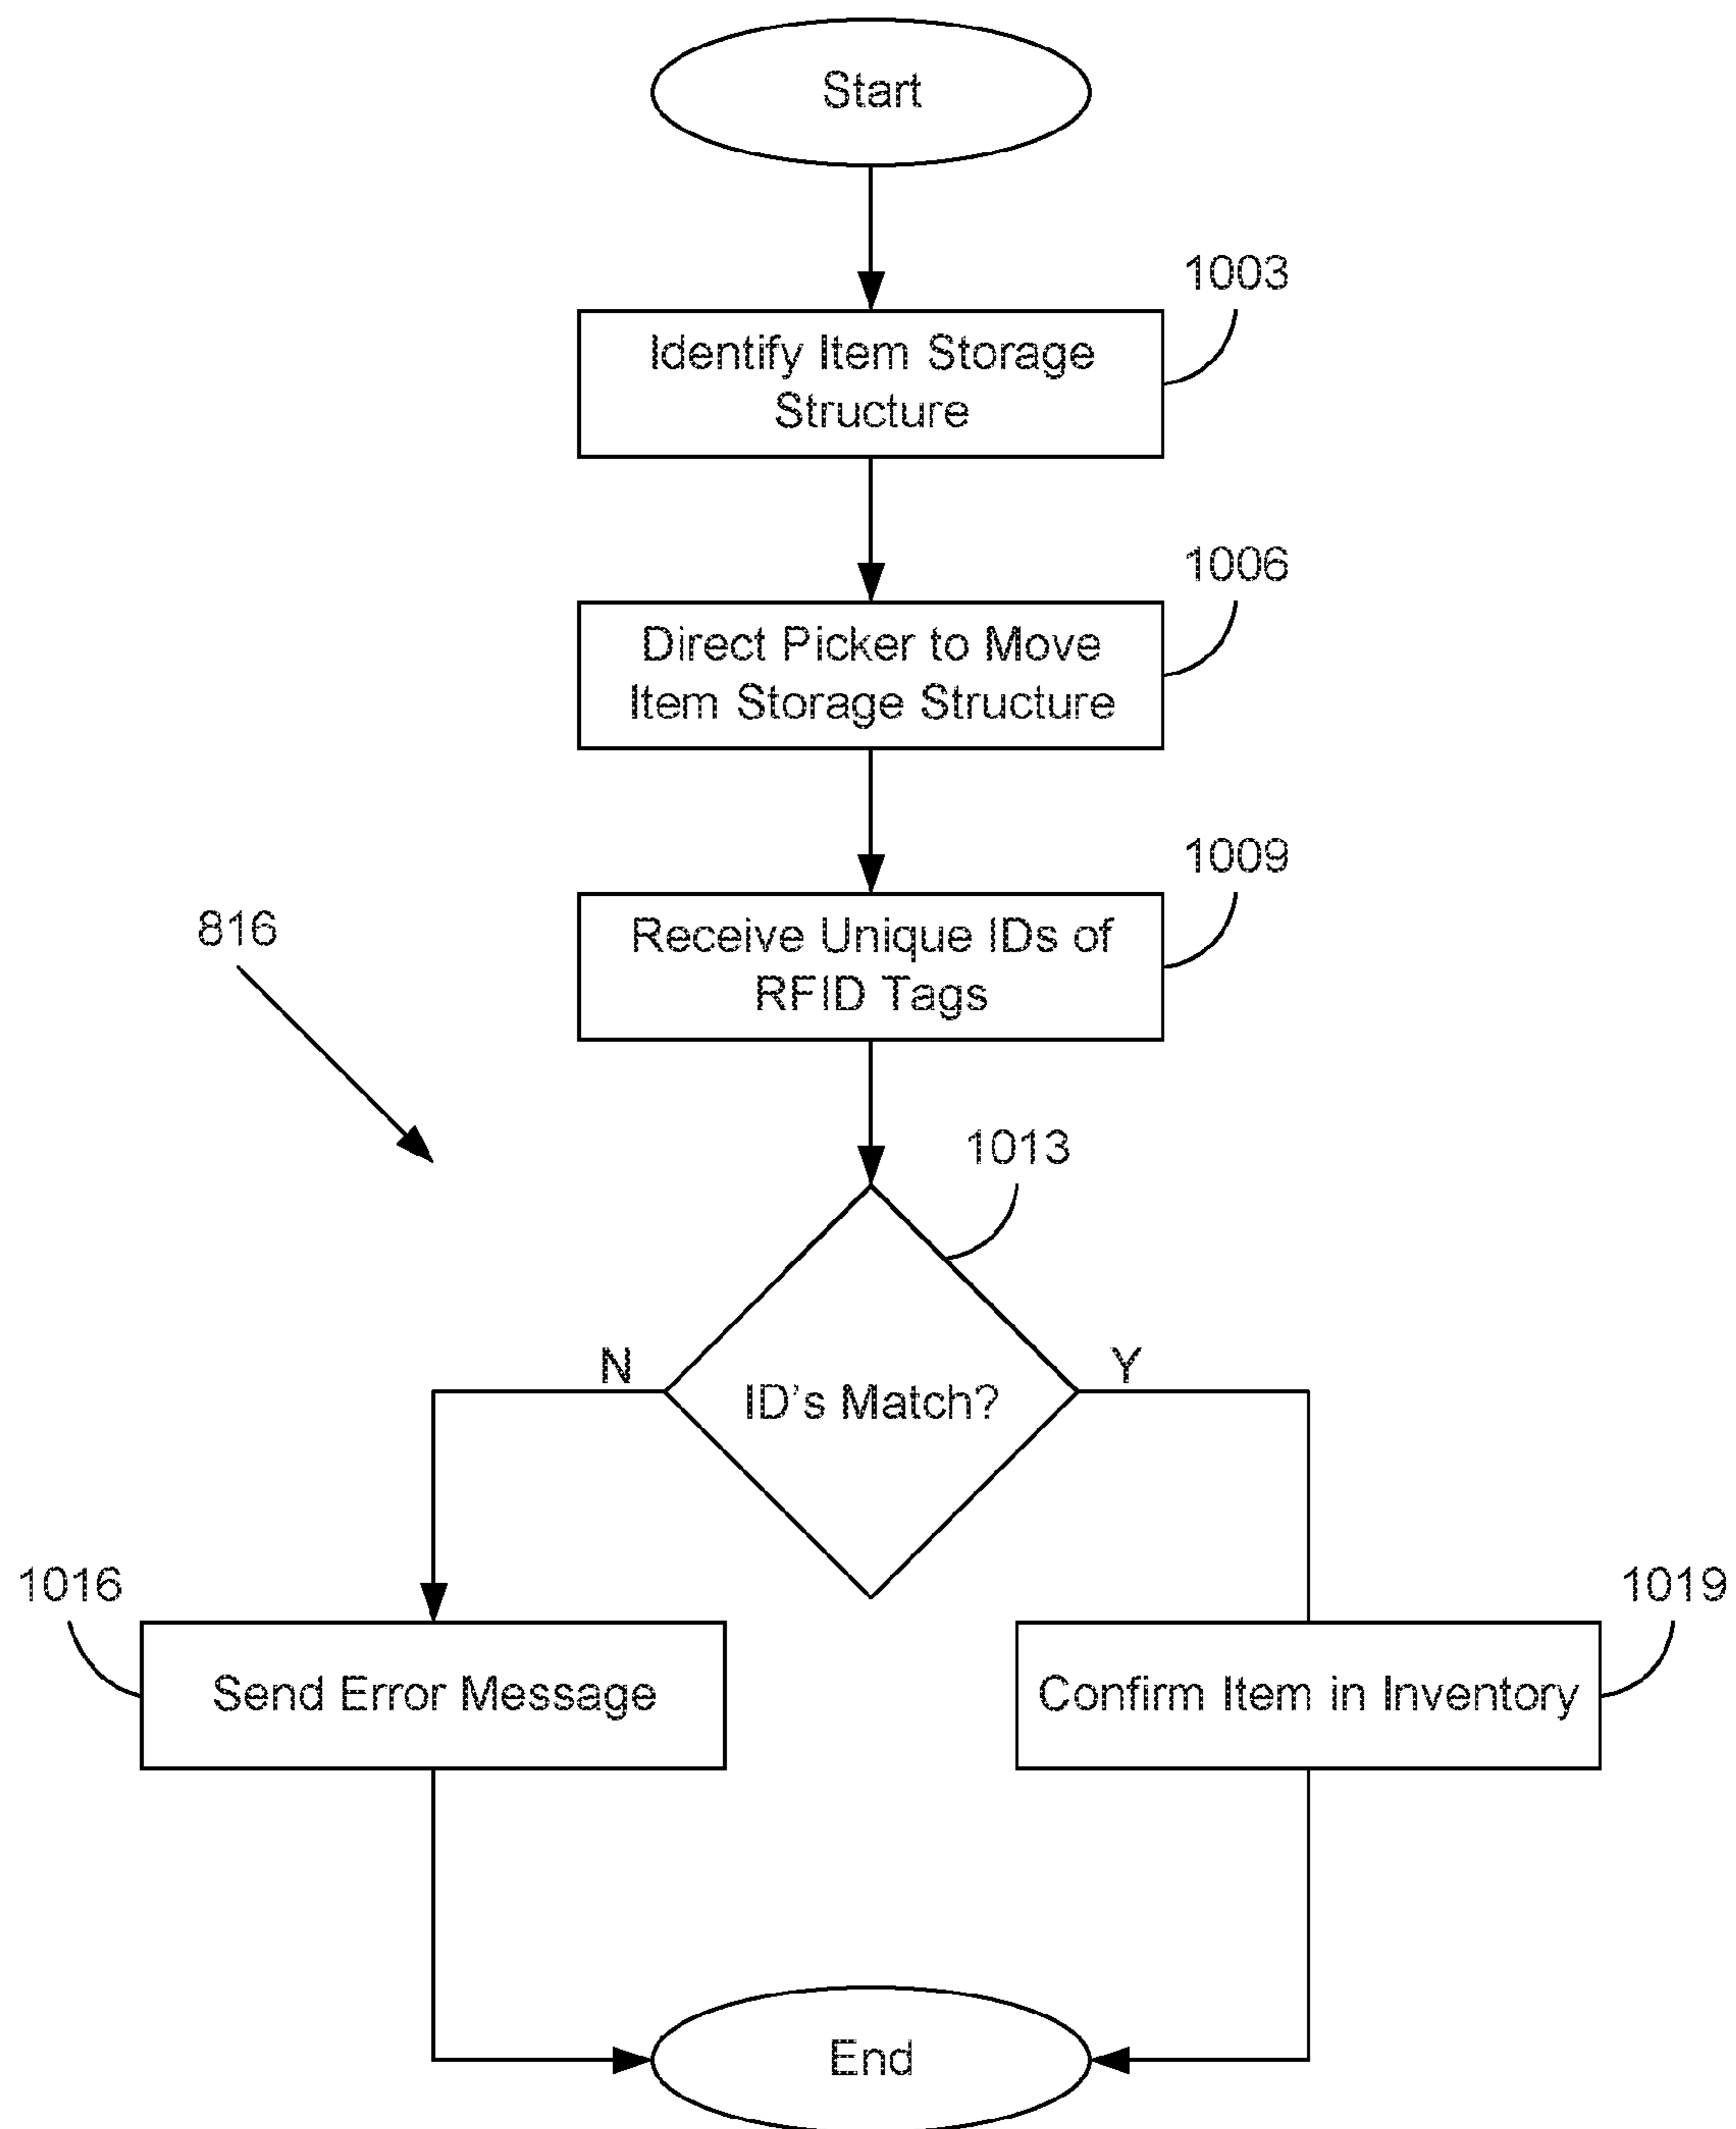 Start
1003
Identify Item Storage
Structure
1006
Direct Picker to Move
Item Storage Structure
1009
Receive Unique IDs of
RFID Tags
816
1013
N
Y
ID's Match?
1016
1019
Send Error Message
Confirm Item in Inventory
End